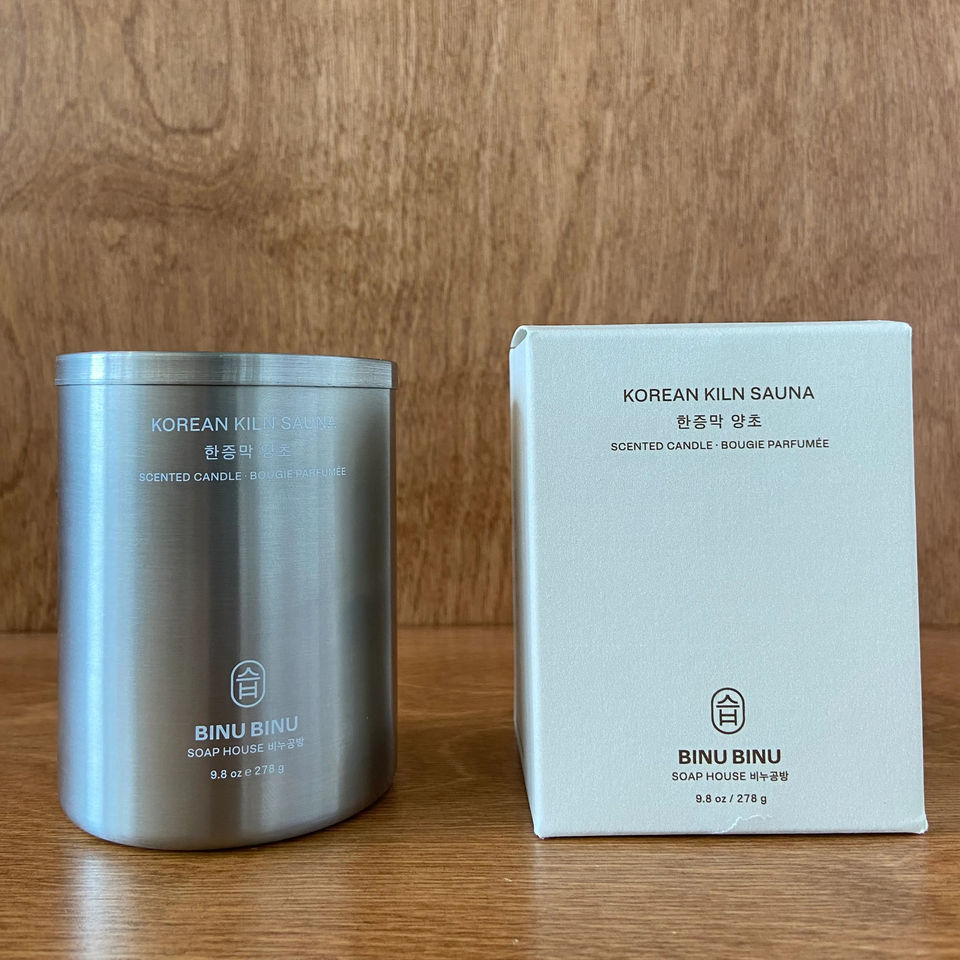 KOREAN KILN SAUNA
한증막 양초
SCENTED CANDLE · BOUGIE PARFUMÉE
BINU BINU
SOAP HOUSE 비누공방
9.8 oz ℮ 278 g
KOREAN KILN SAUNA
한증막 양초
SCENTED CANDLE · BOUGIE PARFUMÉE
BINU BINU
SOAP HOUSE 비누공방
9.8 oz / 278 g